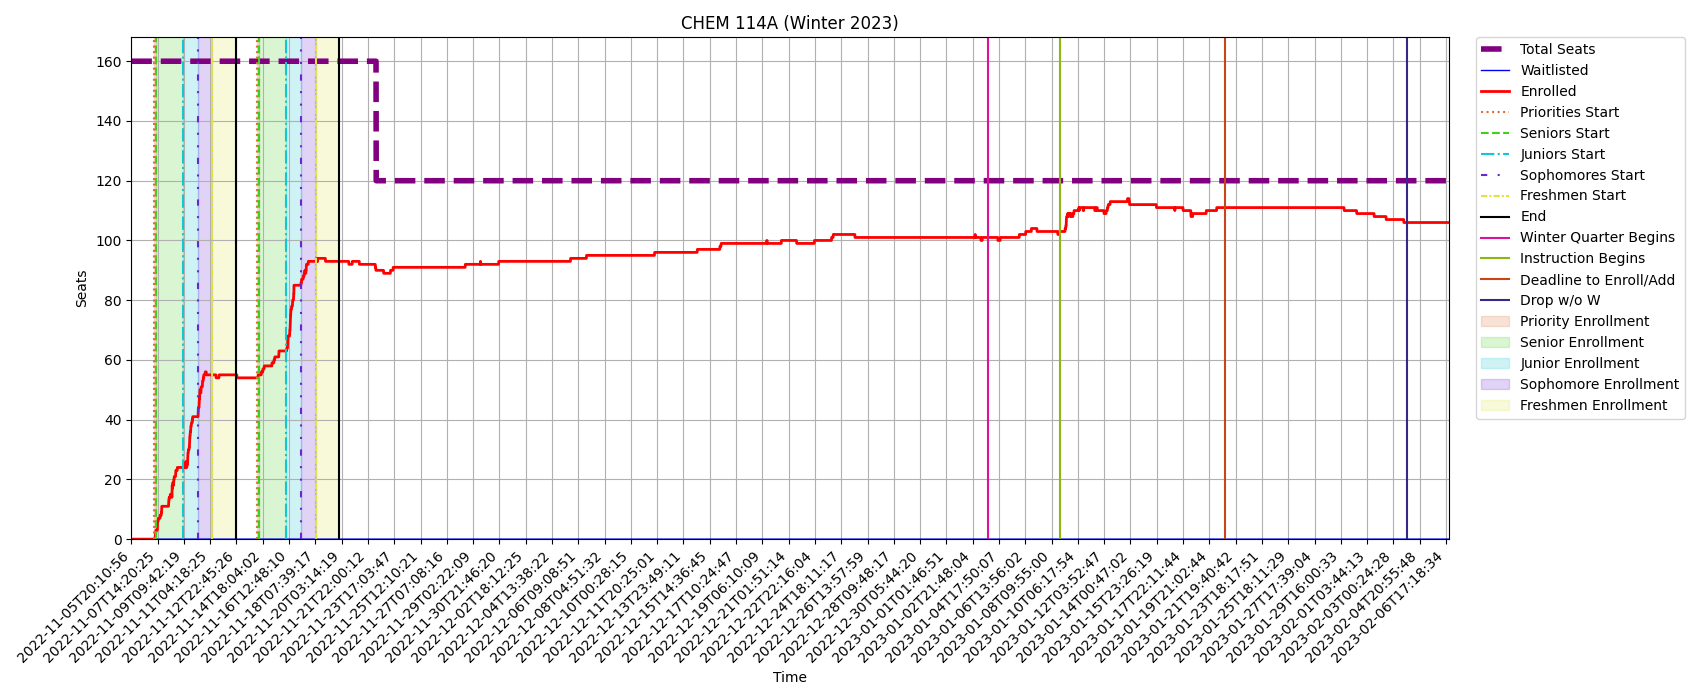 CHEM 114A (Winter 2023)
Seats
160
140
120
100
80
60
40
20
0
2022-11-05T20:10:56
2022-11-07T14:20:25
2022-11-09T09:42:19
2022-11-11T04:18:25
2022-11-12T22:45:26
2022-11-14T18:04:02
2022-11-16T12:48:10
2022-11-18T07:39:17
2022-11-20T03:14:19
2022-11-21T22:00:12
2022-11-23T17:03:47
2022-11-25T12:10:21
2022-11-27T07:08:16
2022-11-29T02:22:09
2022-11-30T21:46:20
2022-12-02T18:12:25
2022-12-04T13:38:22
2022-12-06T09:08:51
2022-12-08T04:51:32
2022-12-10T00:28:15
2022-12-11T20:25:01
2022-12-13T23:49:11
2022-12-15T14:36:45
2022-12-17T10:24:47
2022-12-19T06:10:09
2022-12-21T01:51:14
2022-12-22T22:16:04
2022-12-24T18:11:17
2022-12-26T13:57:59
2022-12-28T09:48:17
2022-12-30T05:44:20
2023-01-01T01:46:51
2023-01-02T21:48:04
2023-01-04T17:50:07
2023-01-06T13:56:02
2023-01-08T09:55:00
2023-01-10T06:17:54
2023-01-12T03:52:47
2023-01-14T00:47:02
2023-01-15T23:26:19
2023-01-17T22:11:44
2023-01-19T21:02:44
2023-01-21T19:40:42
2023-01-23T18:17:51
2023-01-25T18:11:29
2023-01-27T17:39:04
2023-01-29T16:00:33
2023-02-01T03:44:13
2023-02-03T00:24:28
2023-02-04T20:55:48
2023-02-06T17:18:34
Time
Total Seats
Waitlisted
Enrolled
Priorities Start
Seniors Start
Juniors Start
Sophomores Start
Freshmen Start
End
Winter Quarter Begins
Instruction Begins
Deadline to Enroll/Add
Drop w/o W
Priority Enrollment
Senior Enrollment
Junior Enrollment
Sophomore Enrollment
Freshmen Enrollment